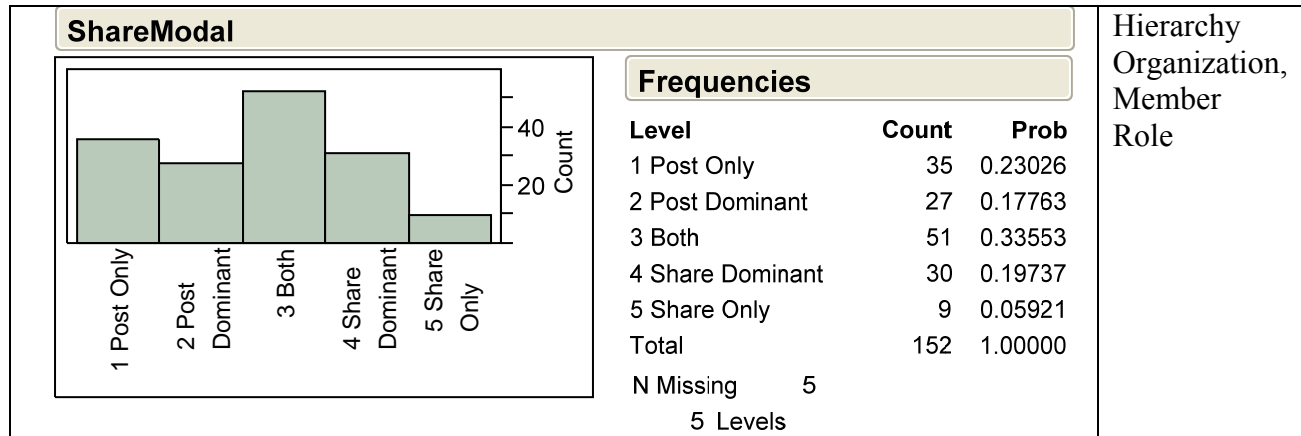 ShareModal
40
20
Count
1 Post Only
2 Post
Dominant
3 Both
4 Share
Dominant
5 Share
Only
Frequencies
Level Count Prob
1 Post Only 35 0.23026
2 Post Dominant 27 0.17763
3 Both 51 0.33553
4 Share Dominant 30 0.19737
5 Share Only 9 0.05921
Total 152 1.00000
N Missing 5
5 Levels
Hierarchy
Organization,
Member
Role